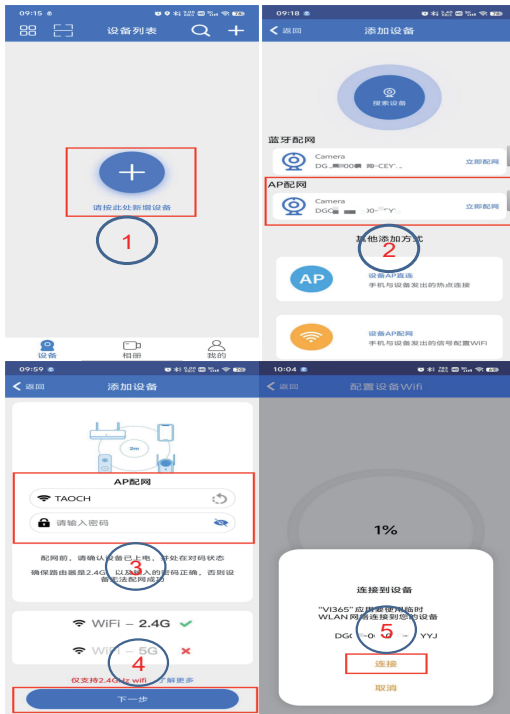 09:15
设备列表
请按此处新增设备
1
设备
相册
我的
09:18
返回
添加设备
搜索设备
蓝牙配网
Camera
立即配网
AP配网
Camera
立即配网
其他添加方式
2
AP
设备AP直连
手机与设备发出的热点连接
设备AP配网
手机与设备发出的信号配置WiFi
09:59
返回
添加设备
2m
AP配网
TAOCH
请输入密码
配网前，请确认设备已上电，并处在对码状态
3
确保路由器是2.4G，以及输入的密码正确，否则设
备无法配网成功
WiFi – 2.4G
WiFi – 5G
4
仅支持2.4GHz wifi 了解更多
下一步
10:04
返回
配置设备Wifi
1%
连接到设备
"VI365"应用要使用临时
WLAN 网络连接到您的设备
5
YYJ
连接
取消